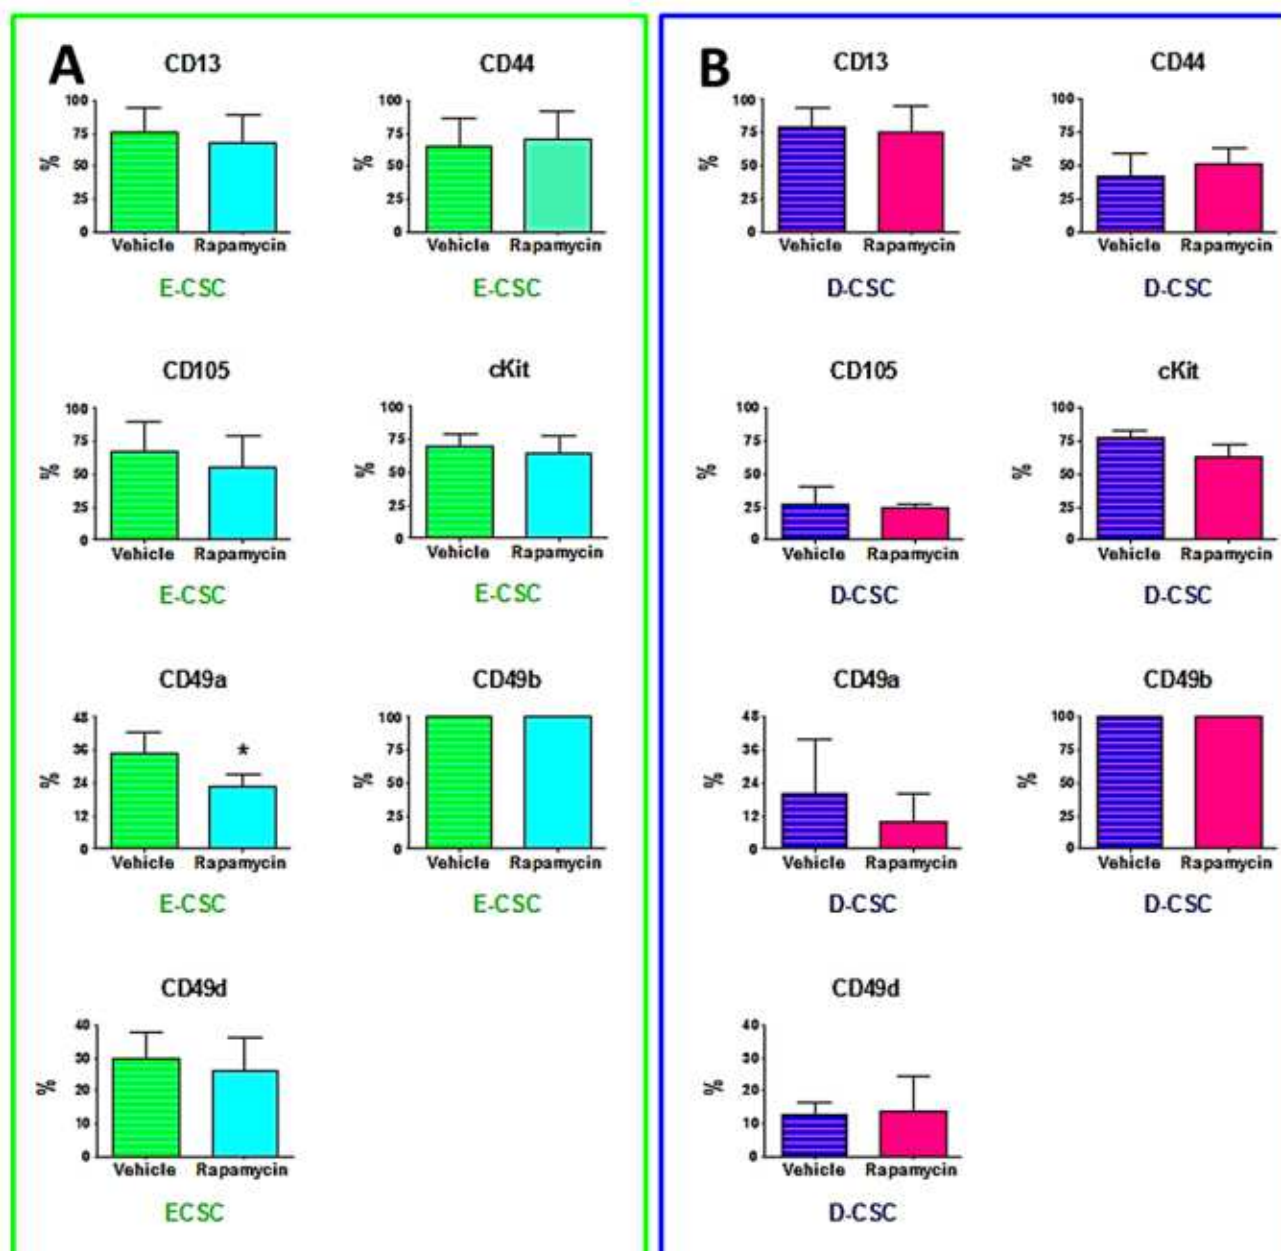 A
CD13
100
75
50
25
0
%
Vehicle Rapamycin
E-CSC
CD44
100
75
50
25
0
%
Vehicle Rapamycin
E-CSC
CD105
100
75
50
25
0
%
Vehicle Rapamycin
E-CSC
cKit
100
75
50
25
0
%
Vehicle Rapamycin
E-CSC
CD49a
48
36
24
12
0
%
*
Vehicle Rapamycin
E-CSC
CD49b
100
75
50
25
0
%
Vehicle Rapamycin
E-CSC
CD49d
40
30
20
10
0
%
Vehicle Rapamycin
ECSC
B
CD13
100
75
50
25
0
%
Vehicle Rapamycin
D-CSC
CD44
100
75
50
25
0
%
Vehicle Rapamycin
D-CSC
CD105
100
75
50
25
0
%
Vehicle Rapamycin
D-CSC
cKit
100
75
50
25
0
%
Vehicle Rapamycin
D-CSC
CD49a
48
36
24
12
0
%
Vehicle Rapamycin
D-CSC
CD49b
100
75
50
25
0
%
Vehicle Rapamycin
D-CSC
CD49d
40
30
20
10
0
%
Vehicle Rapamycin
D-CSC